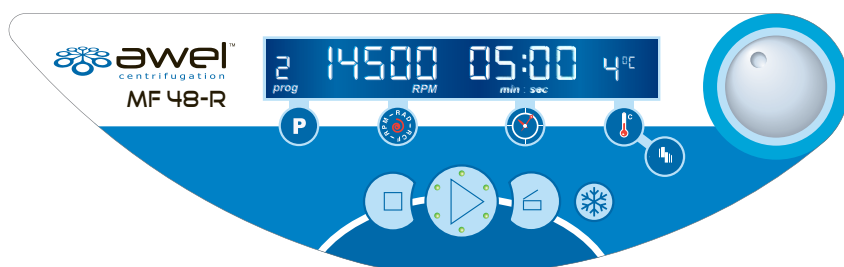 awel™
centrifugation
MF 48-R
2 14500 05:00 4°C
prog RPM min : sec
P RPM - RAD - RCF C